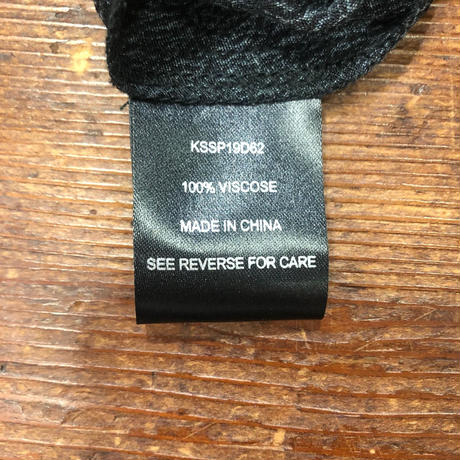 KSSP19D62
100% VISCOSE
MADE IN CHINA
SEE REVERSE FOR CARE